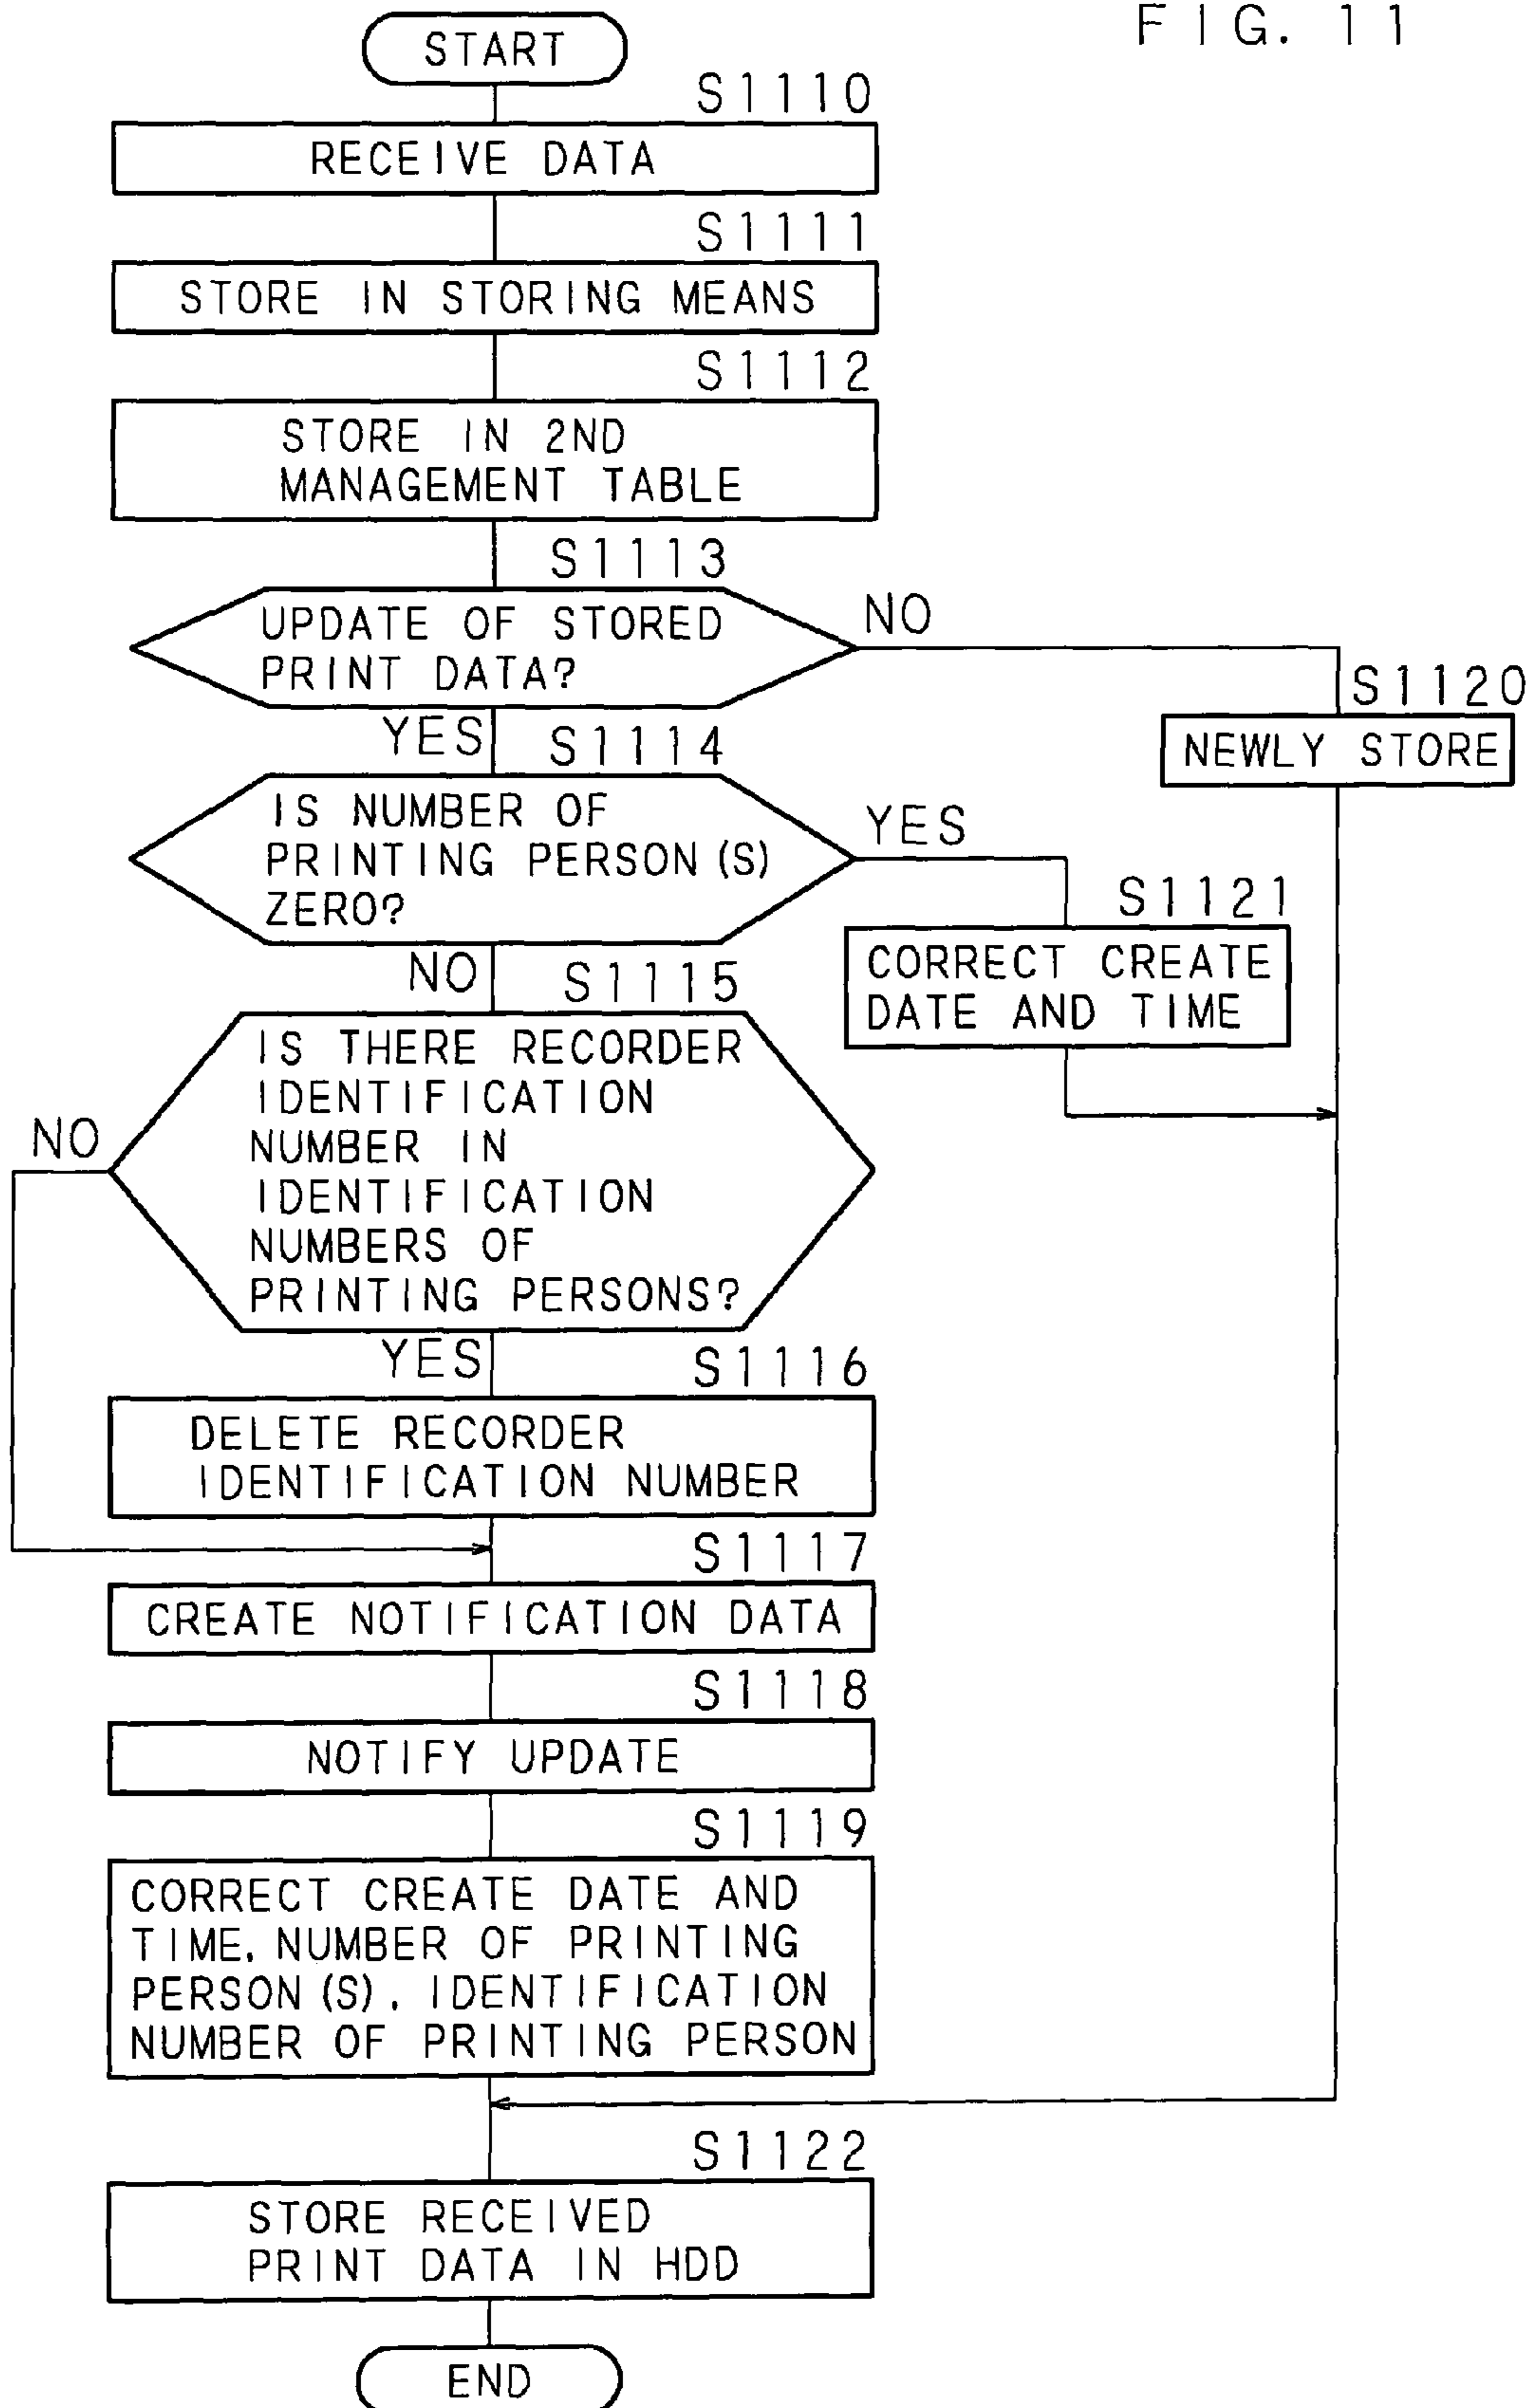 FIG. 11
START
S1110
RECEIVE DATA
S1111
STORE IN STORING MEANS
S1112
STORE IN 2ND
MANAGEMENT TABLE
S1113
UPDATE OF STORED
PRINT DATA?
NO
YES
S1120
NEWLY STORE
S1114
IS NUMBER OF
PRINTING PERSON(S)
ZERO?
YES
NO
S1121
CORRECT CREATE
DATE AND TIME
S1115
IS THERE RECORDER
IDENTIFICATION
NUMBER IN
IDENTIFICATION
NUMBERS OF
PRINTING PERSONS?
NO
YES
S1116
DELETE RECORDER
IDENTIFICATION NUMBER
S1117
CREATE NOTIFICATION DATA
S1118
NOTIFY UPDATE
S1119
CORRECT CREATE DATE AND
TIME, NUMBER OF PRINTING
PERSON(S), IDENTIFICATION
NUMBER OF PRINTING PERSON
S1122
STORE RECEIVED
PRINT DATA IN HDD
END